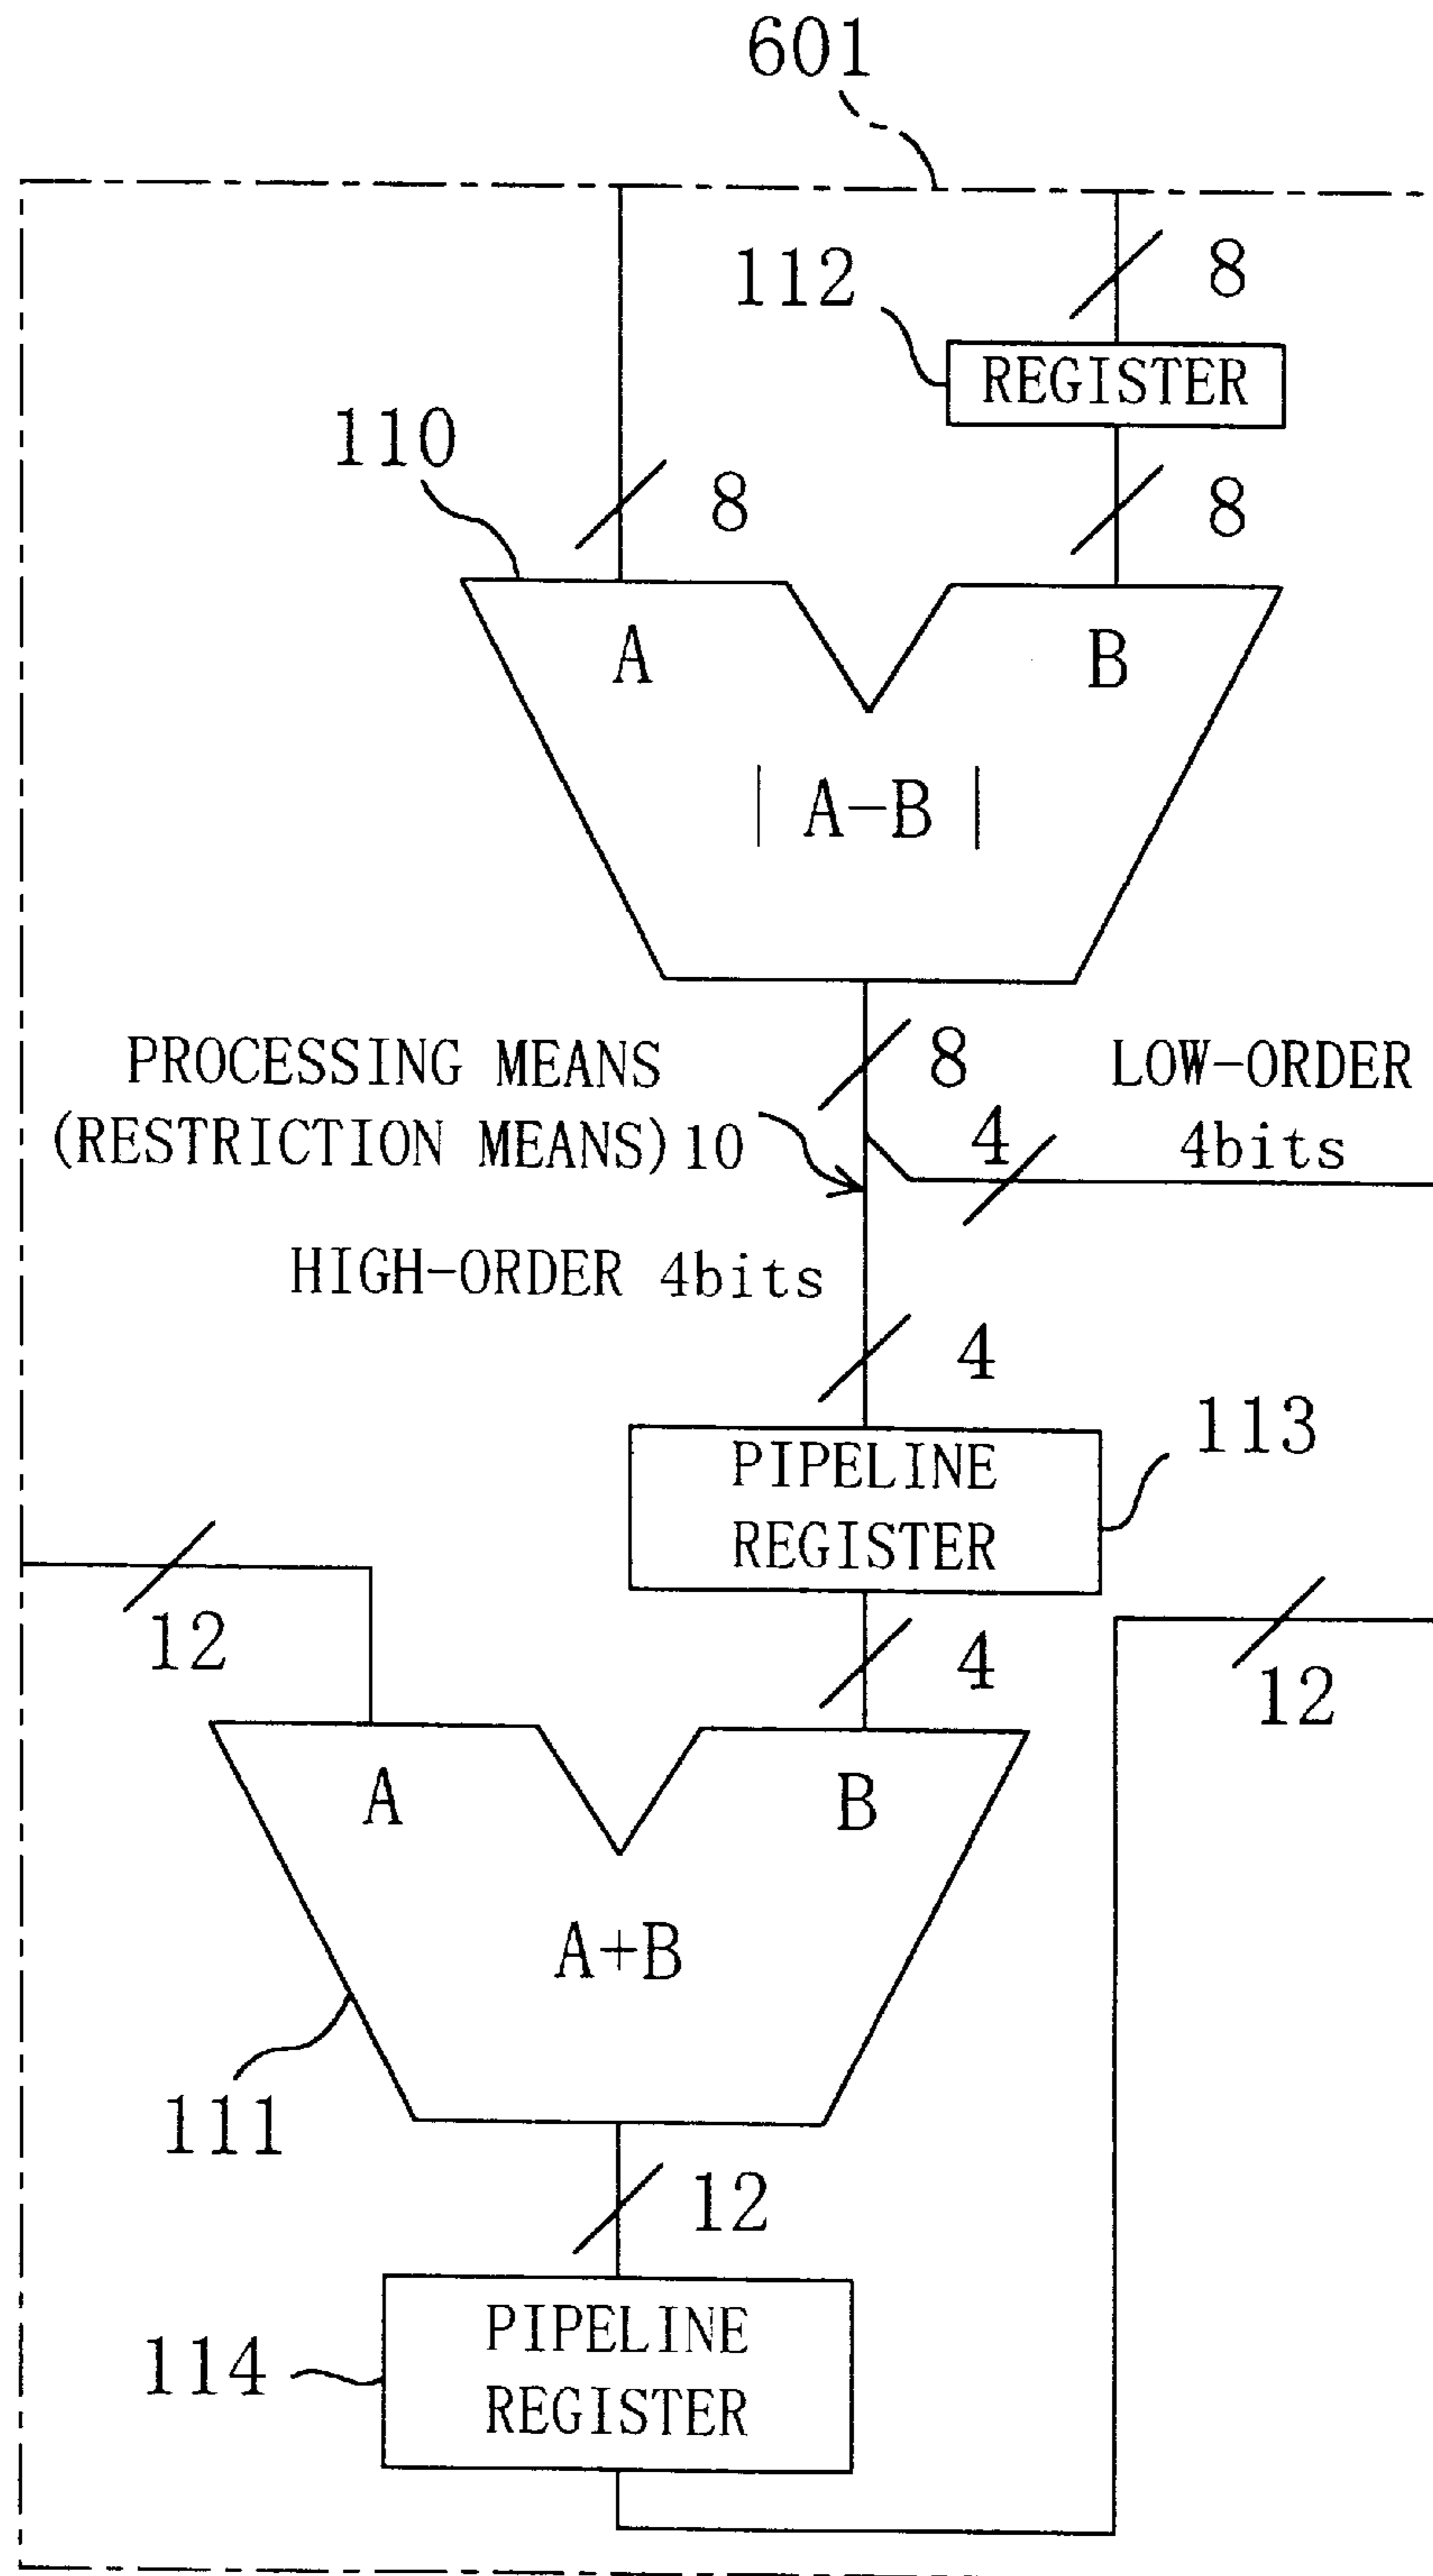 601
112
8
REGISTER
110
8
8
A
B
| A-B |
PROCESSING MEANS
(RESTRICTION MEANS) 10
8
LOW-ORDER
4
4bits
HIGH-ORDER 4bits
4
113
PIPELINE
REGISTER
12
4
12
A
B
A+B
111
12
114
PIPELINE
REGISTER